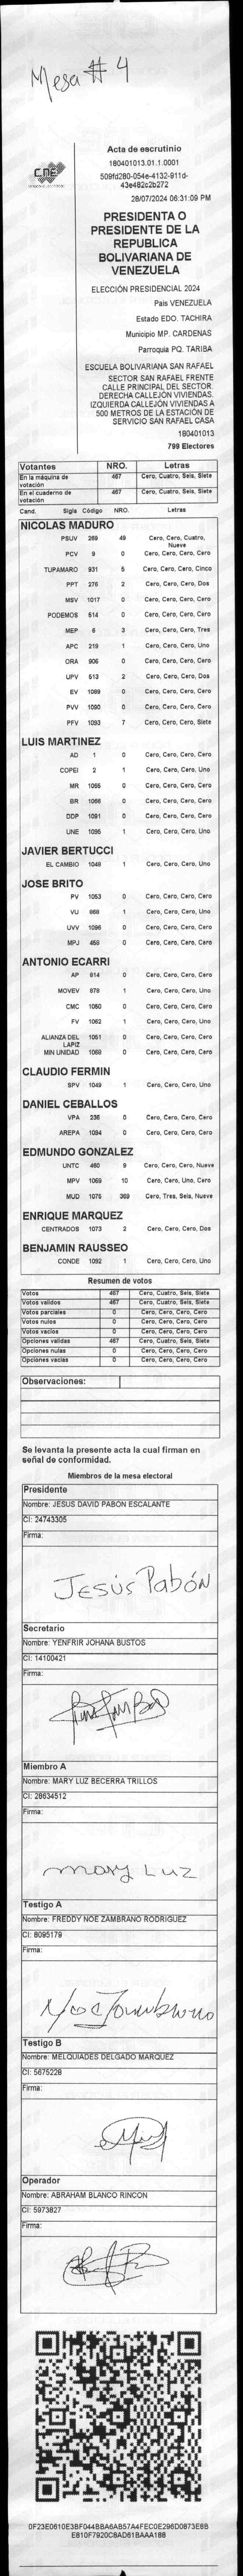 Mesa # 4
CNE
Acta de escrutinio
180401013.01.1.0001
509fd280-054e-4132-911d-
43e482c2b272
28/07/2024 06:31:09 PM
PRESIDENTA O
PRESIDENTE DE LA
REPUBLICA
BOLIVARIANA DE
VENEZUELA
ELECCIÓN PRESIDENCIAL 2024
Pais VENEZUELA
Estado EDO. TACHIRA
Municipio MP. CARDENAS
Parroquia PQ. TARIBA
ESCUELA BOLIVARIANA SAN RAFAEL
SECTOR SAN RAFAEL FRENTE
CALLE PRINCIPAL DEL SECTOR.
DERECHA CALLEJÓN VIVIENDAS.
IZQUIERDA CALLEJÓN VIVIENDAS A
500 METROS DE LA ESTACIÓN DE
SERVICIO SAN RAFAEL CASA
180401013
799 Electores
Votantes NRO. Letras
En la máquina de votación 467 Cero, Cuatro, Seis, Siete
En el cuaderno de votación 467 Cero, Cuatro, Seis, Siete
Cand. Sigla Código NRO. Letras
NICOLAS MADURO
PSUV 269 49 Cero, Cero, Cuatro, Nueve
PCV 9 0 Cero, Cero, Cero, Cero
TUPAMARO 931 5 Cero, Cero, Cero, Cinco
PPT 276 2 Cero, Cero, Cero, Dos
MSV 1017 0 Cero, Cero, Cero, Cero
PODEMOS 514 0 Cero, Cero, Cero, Cero
MEP 6 3 Cero, Cero, Cero, Tres
APC 219 1 Cero, Cero, Cero, Uno
ORA 906 0 Cero, Cero, Cero, Cero
UPV 513 2 Cero, Cero, Cero, Dos
EV 1089 0 Cero, Cero, Cero, Cero
PVV 1090 0 Cero, Cero, Cero, Cero
PFV 1093 7 Cero, Cero, Cero, Siete
LUIS MARTINEZ
AD 1 0 Cero, Cero, Cero, Cero
COPEI 2 1 Cero, Cero, Cero, Uno
MR 1055 0 Cero, Cero, Cero, Cero
BR 1066 0 Cero, Cero, Cero, Cero
DDP 1091 0 Cero, Cero, Cero, Cero
UNE 1095 1 Cero, Cero, Cero, Uno
JAVIER BERTUCCI
EL CAMBIO 1048 1 Cero, Cero, Cero, Uno
JOSE BRITO
PV 1053 0 Cero, Cero, Cero, Cero
VU 868 1 Cero, Cero, Cero, Uno
UVV 1096 0 Cero, Cero, Cero, Cero
MPJ 459 0 Cero, Cero, Cero, Cero
ANTONIO ECARRI
AP 814 0 Cero, Cero, Cero, Cero
MOVEV 878 1 Cero, Cero, Cero, Uno
CMC 1050 0 Cero, Cero, Cero, Cero
FV 1062 1 Cero, Cero, Cero, Uno
ALIANZA DEL LAPIZ 1051 0 Cero, Cero, Cero, Cero
MIN UNIDAD 1068 0 Cero, Cero, Cero, Cero
CLAUDIO FERMIN
SPV 1049 1 Cero, Cero, Cero, Uno
DANIEL CEBALLOS
VPA 236 0 Cero, Cero, Cero, Cero
AREPA 1084 0 Cero, Cero, Cero, Cero
EDMUNDO GONZALEZ
UNTC 460 9 Cero, Cero, Cero, Nueve
MPV 1069 10 Cero, Cero, Uno, Cero
MUD 1075 369 Cero, Tres, Seis, Nueve
ENRIQUE MARQUEZ
CENTRADOS 1073 2 Cero, Cero, Cero, Dos
BENJAMIN RAUSSEO
CONDE 1092 1 Cero, Cero, Cero, Uno
Resumen de votos
Votos 467 Cero, Cuatro, Seis, Siete
Votos validos 467 Cero, Cuatro, Seis, Siete
Votos parciales 0 Cero, Cero, Cero, Cero
Votos nulos 0 Cero, Cero, Cero, Cero
Votos vacios 0 Cero, Cero, Cero, Cero
Opciones validas 467 Cero, Cuatro, Seis, Siete
Opciones nulas 0 Cero, Cero, Cero, Cero
Opciones vacias 0 Cero, Cero, Cero, Cero
Observaciones:
Se levanta la presente acta la cual firman en
señal de conformidad.
Miembros de la mesa electoral
Presidente
Nombre: JESUS DAVID PABON ESCALANTE
CI: 24743305
Firma:
Jesús Pabón
Secretario
Nombre: YENFRIR JOHANA BUSTOS
CI: 14100421
Firma:
Miembro A
Nombre: MARY LUZ BECERRA TRILLOS
CI: 28634512
Firma:
mary Luz
Testigo A
Nombre: FREDDY NOE ZAMBRANO RODRIGUEZ
CI: 8095179
Firma:
Noe Zambrano
Testigo B
Nombre: MELQUIADES DELGADO MARQUEZ
CI: 5675228
Firma:
Operador
Nombre: ABRAHAM BLANCO RINCON
CI: 5973827
Firma:
0F23E0610E3BF044BBA6AB57A4FEC0E296D0873E8B
E810F7920C8AD81BAAA188